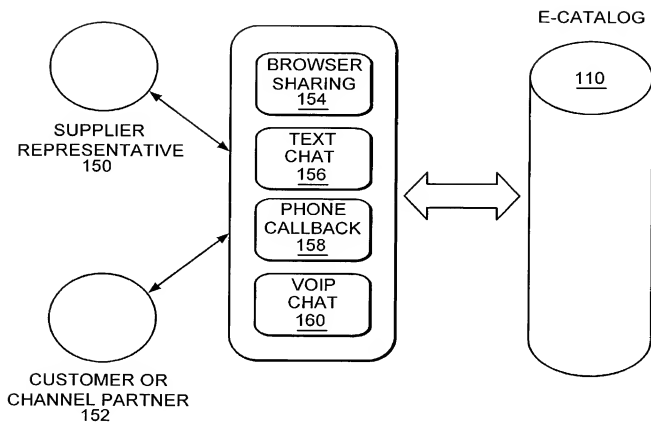 E-CATALOG
110
BROWSER
SHARING
154
TEXT
CHAT
156
PHONE
CALLBACK
158
VOIP
CHAT
160
SUPPLIER
REPRESENTATIVE
150
CUSTOMER OR
CHANNEL PARTNER
152